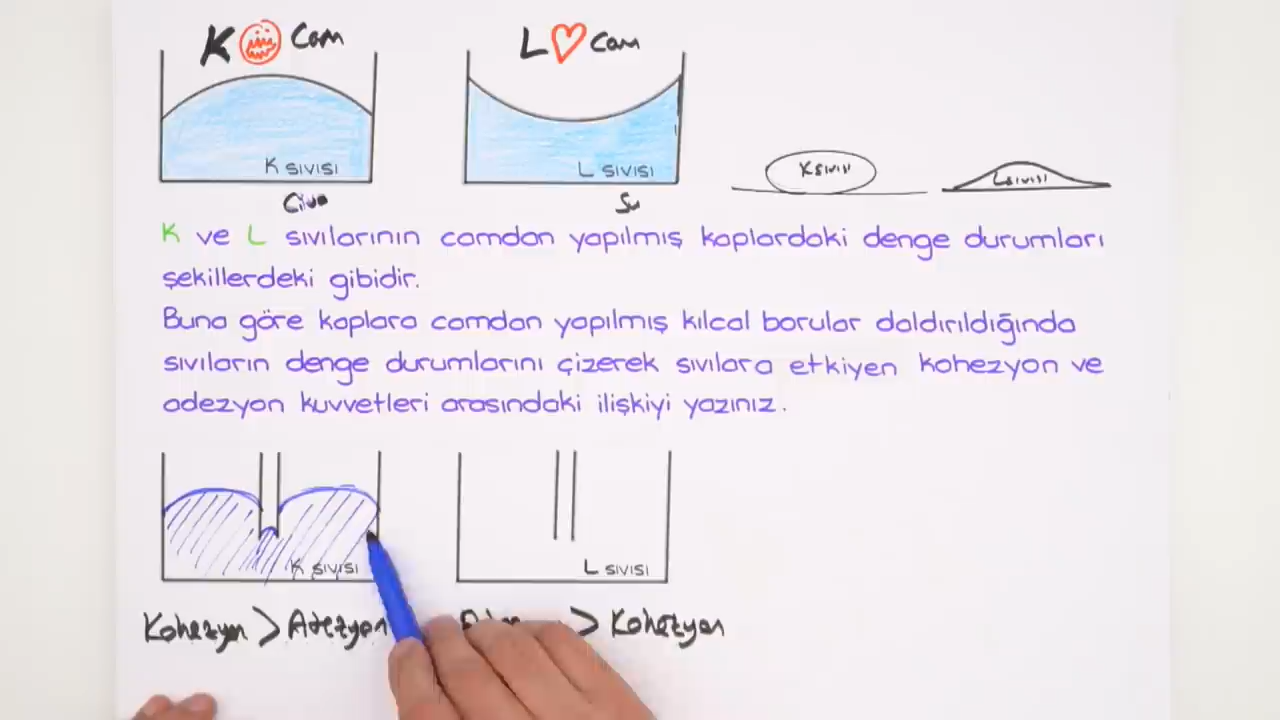 K Cam
L Cam
K sıvısı
L sıvısı
K sıvısı
L sıvısı
Civa
Su
K ve L sıvılarının camdan yapılmış kaplardaki denge durumları
şekillerdeki gibidir.
Buna göre kaplara camdan yapılmış kılcal borular daldırıldığında
sıvıların denge durumlarını çizerek sıvılara etkiyen kohezyon ve
adezyon kuvvetleri arasındaki ilişkiyi yazınız.
K sıvısı
L sıvısı
Kohezyon > Adezyon
> Kohezyon